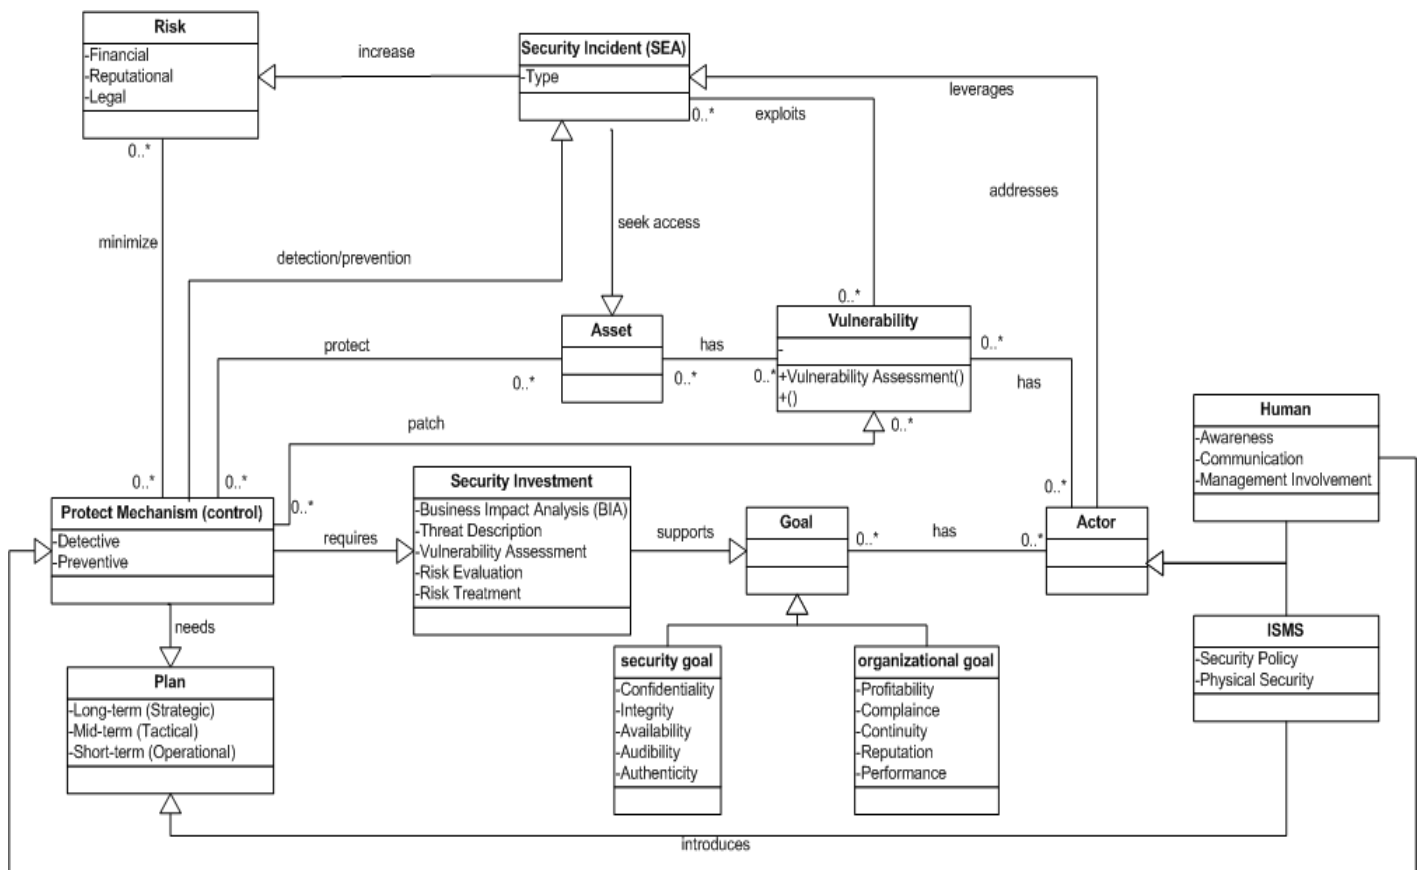 Risk
-Financial
-Reputational
-Legal
0..*
increase
Security Incident (SEA)
-Type
0..*
exploits
leverages
addresses
seek access
minimize
detection/prevention
0..*
Asset
0..*
0..*
has
Vulnerability
-
+Vulnerability Assessment()
+()
0..*
0..*
0..*
has
protect
patch
Human
-Awareness
-Communication
-Management Involvement
0..*
0..*
0..*
Protect Mechanism (control)
-Detective
-Preventive
requires
Security Investment
-Business Impact Analysis (BIA)
-Threat Description
-Vulnerability Assessment
-Risk Evaluation
-Risk Treatment
supports
Goal
0..*
has
0..*
0..*
Actor
needs
Plan
-Long-term (Strategic)
-Mid-term (Tactical)
-Short-term (Operational)
security goal
-Confidentiality
-Integrity
-Availability
-Audibility
-Authenticity
organizational goal
-Profitability
-Complaince
-Continuity
-Reputation
-Performance
ISMS
-Security Policy
-Physical Security
introduces